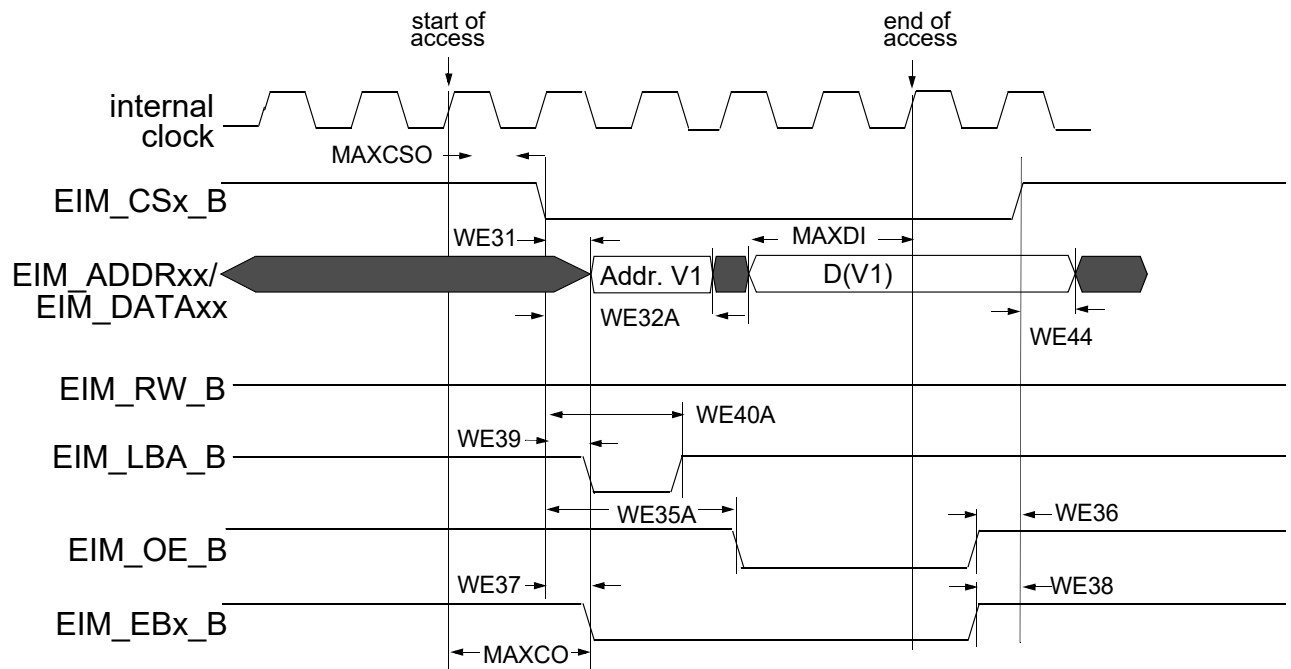 start of
access
end of
access
internal
clock
MAXCSO
EIM_CSx_B
WE31
MAXDI
EIM_ADDRxx/
EIM_DATAxx
Addr. V1
D(V1)
WE32A
WE44
EIM_RW_B
WE40A
WE39
EIM_LBA_B
WE35A
WE36
EIM_OE_B
WE37
WE38
EIM_EBx_B
MAXCO